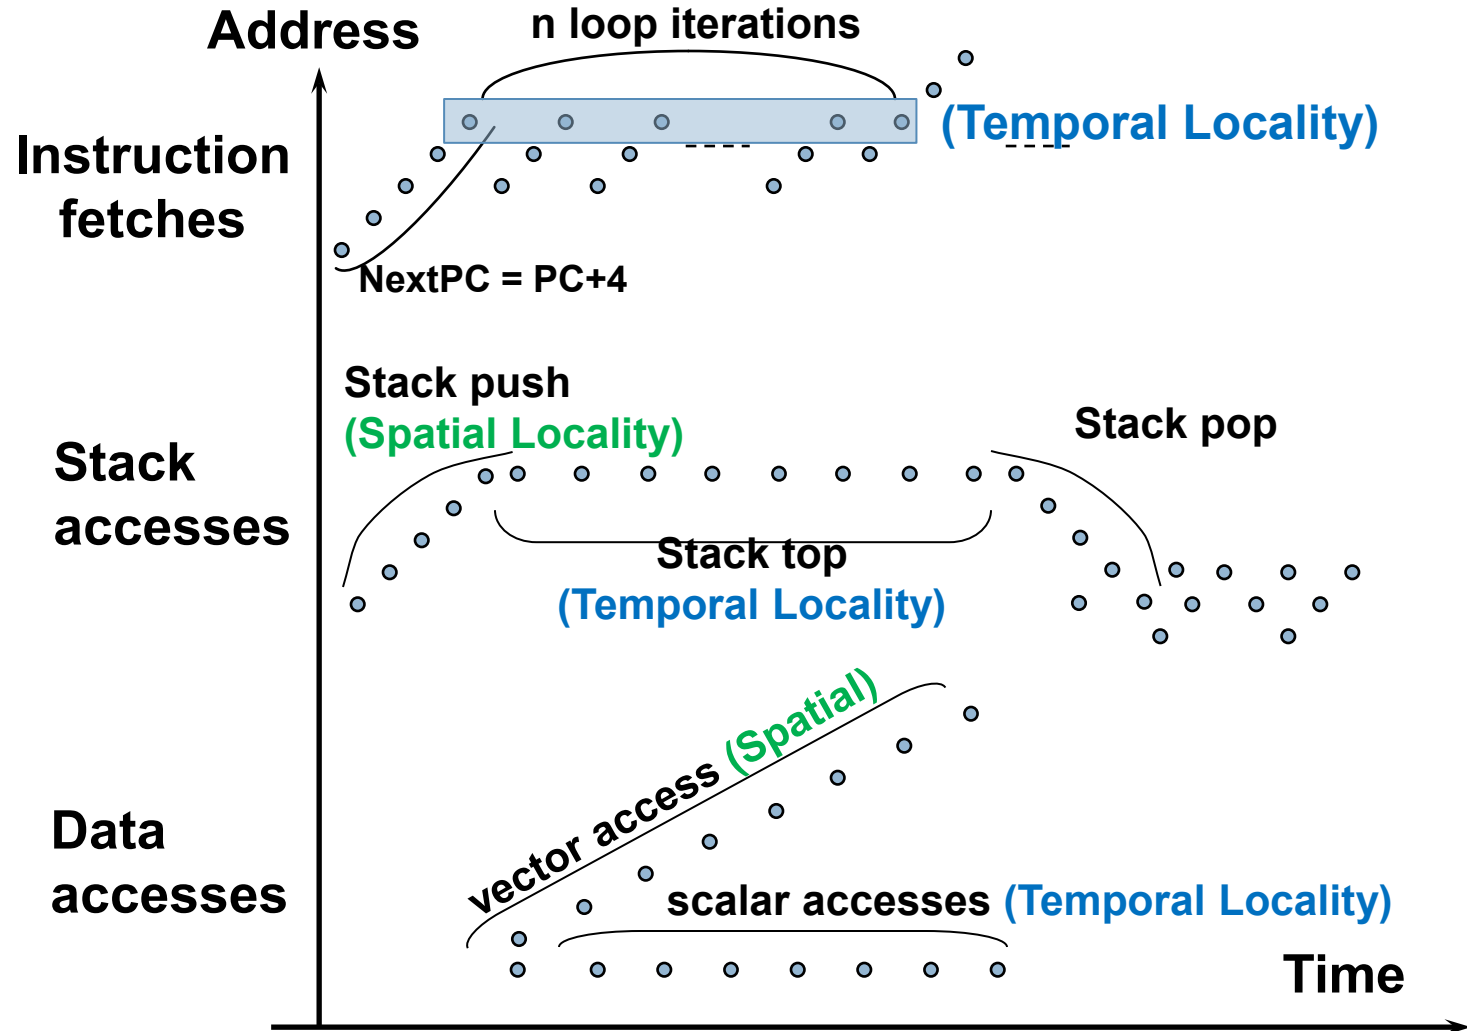 Address
n loop iterations
(Temporal Locality)
Instruction
fetches
NextPC = PC+4
Stack push
(Spatial Locality)
Stack pop
Stack
accesses
Stack top
(Temporal Locality)
vector access (Spatial)
Data
accesses
scalar accesses (Temporal Locality)
Time